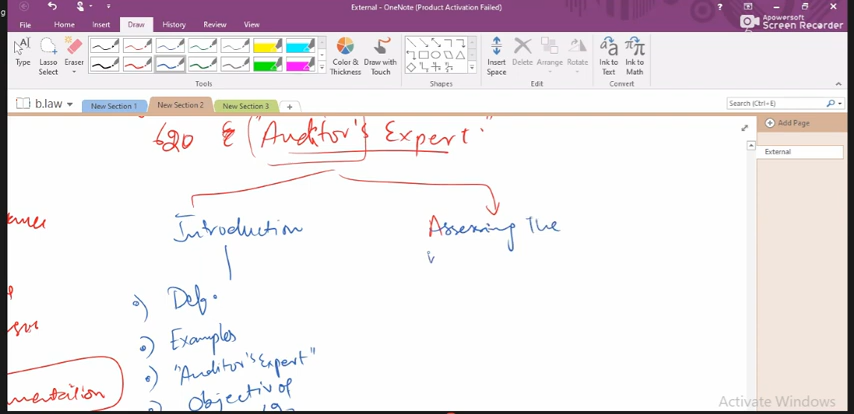 External - OneNote (Product Activation Failed)
Apowersoft
Screen Recorder
File Home Insert Draw History Review View
Type
Lasso Select
Eraser
Color & Thickness
Draw with Touch
Insert Space
Delete
Arrange
Rotate
Ink to Text
Ink to Math
Tools
Shapes
Edit
Convert
b.law
New Section 1
New Section 2
New Section 3
Search (Ctrl+E)
Add Page
External
620 "Auditor's Expert"
Introduction
Assessing The
Def.
Examples
"Auditor's Expert"
Objectiv of
mentation
Activate Windows